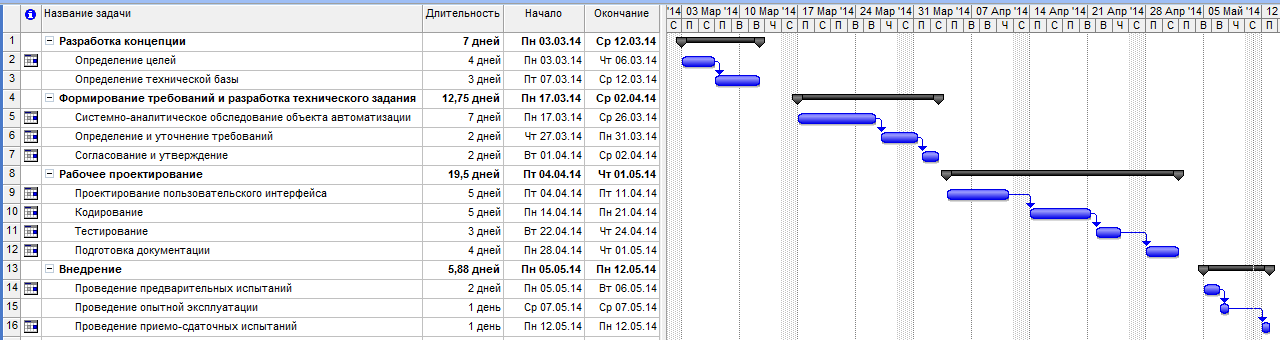 Название задачи Длительность Начало Окончание '14 03 Мар '14 10 Мар '14 17 Мар '14 24 Мар '14 31 Мар '14 07 Апр '14 14 Апр '14 21 Апр '14 28 Апр '14 05 Май '14 12
С П С П В Ч С П В Ч С П В Ч С П В Ч С П В Ч С П
1 Разработка концепции 7 дней Пн 03.03.14 Ср 12.03.14
2 Определение целей 4 дней Пн 03.03.14 Чт 06.03.14
3 Определение технической базы 3 дней Пт 07.03.14 Ср 12.03.14
4 Формирование требований и разработка технического задания 12,75 дней Пн 17.03.14 Ср 02.04.14
5 Системно-аналитическое обследование объекта автоматизации 7 дней Пн 17.03.14 Ср 26.03.14
6 Определение и уточнение требований 2 дней Чт 27.03.14 Пн 31.03.14
7 Согласование и утверждение 2 дней Вт 01.04.14 Ср 02.04.14
8 Рабочее проектирование 19,5 дней Пт 04.04.14 Чт 01.05.14
9 Проектирование пользовательского интерфейса 5 дней Пт 04.04.14 Пт 11.04.14
10 Кодирование 5 дней Пн 14.04.14 Пн 21.04.14
11 Тестирование 3 дней Вт 22.04.14 Чт 24.04.14
12 Подготовка документации 4 дней Пн 28.04.14 Чт 01.05.14
13 Внедрение 5,88 дней Пн 05.05.14 Пн 12.05.14
14 Проведение предварительных испытаний 2 дней Пн 05.05.14 Вт 06.05.14
15 Проведение опытной эксплуатации 1 день Ср 07.05.14 Ср 07.05.14
16 Проведение приемо-сдаточных испытаний 1 день Пн 12.05.14 Пн 12.05.14